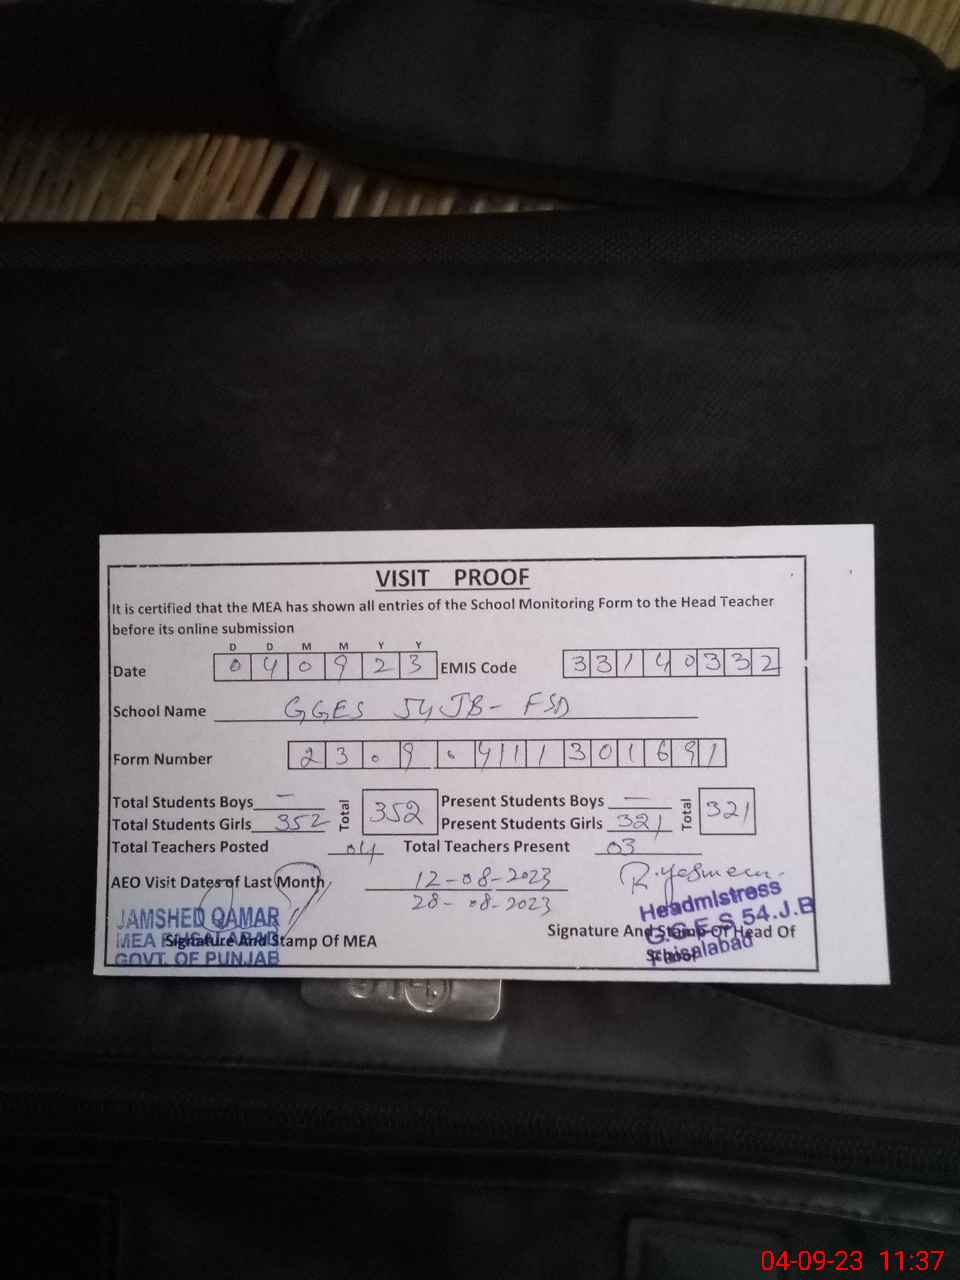 VISIT PROOF
It is certified that the MEA has shown all entries of the School Monitoring Form to the Head Teacher
before its online submission
D D M M Y Y
Date 0 4 0 9 2 3 EMIS Code 3 3 1 4 0 3 3 2
School Name GGES 54 JB - FSD
Form Number 2 3 . 9 . 4 1 1 3 0 1 6 9 1
Total Students Boys — Total 352 Present Students Boys — Total 321
Total Students Girls 352 Present Students Girls 321
Total Teachers Posted 04 Total Teachers Present 03
AEO Visit Dates of Last Month 12-08-2023
28-08-2023
R.yesmeen
JAMSHED QAMAR
MEA FAISALABAD
GOVT. OF PUNJAB
Signature And Stamp Of MEA
Headmistress
G.G.E.S 54.J.B
Faisalabad
Signature And Stamp Of Head Of
School
04-09-23 11:37